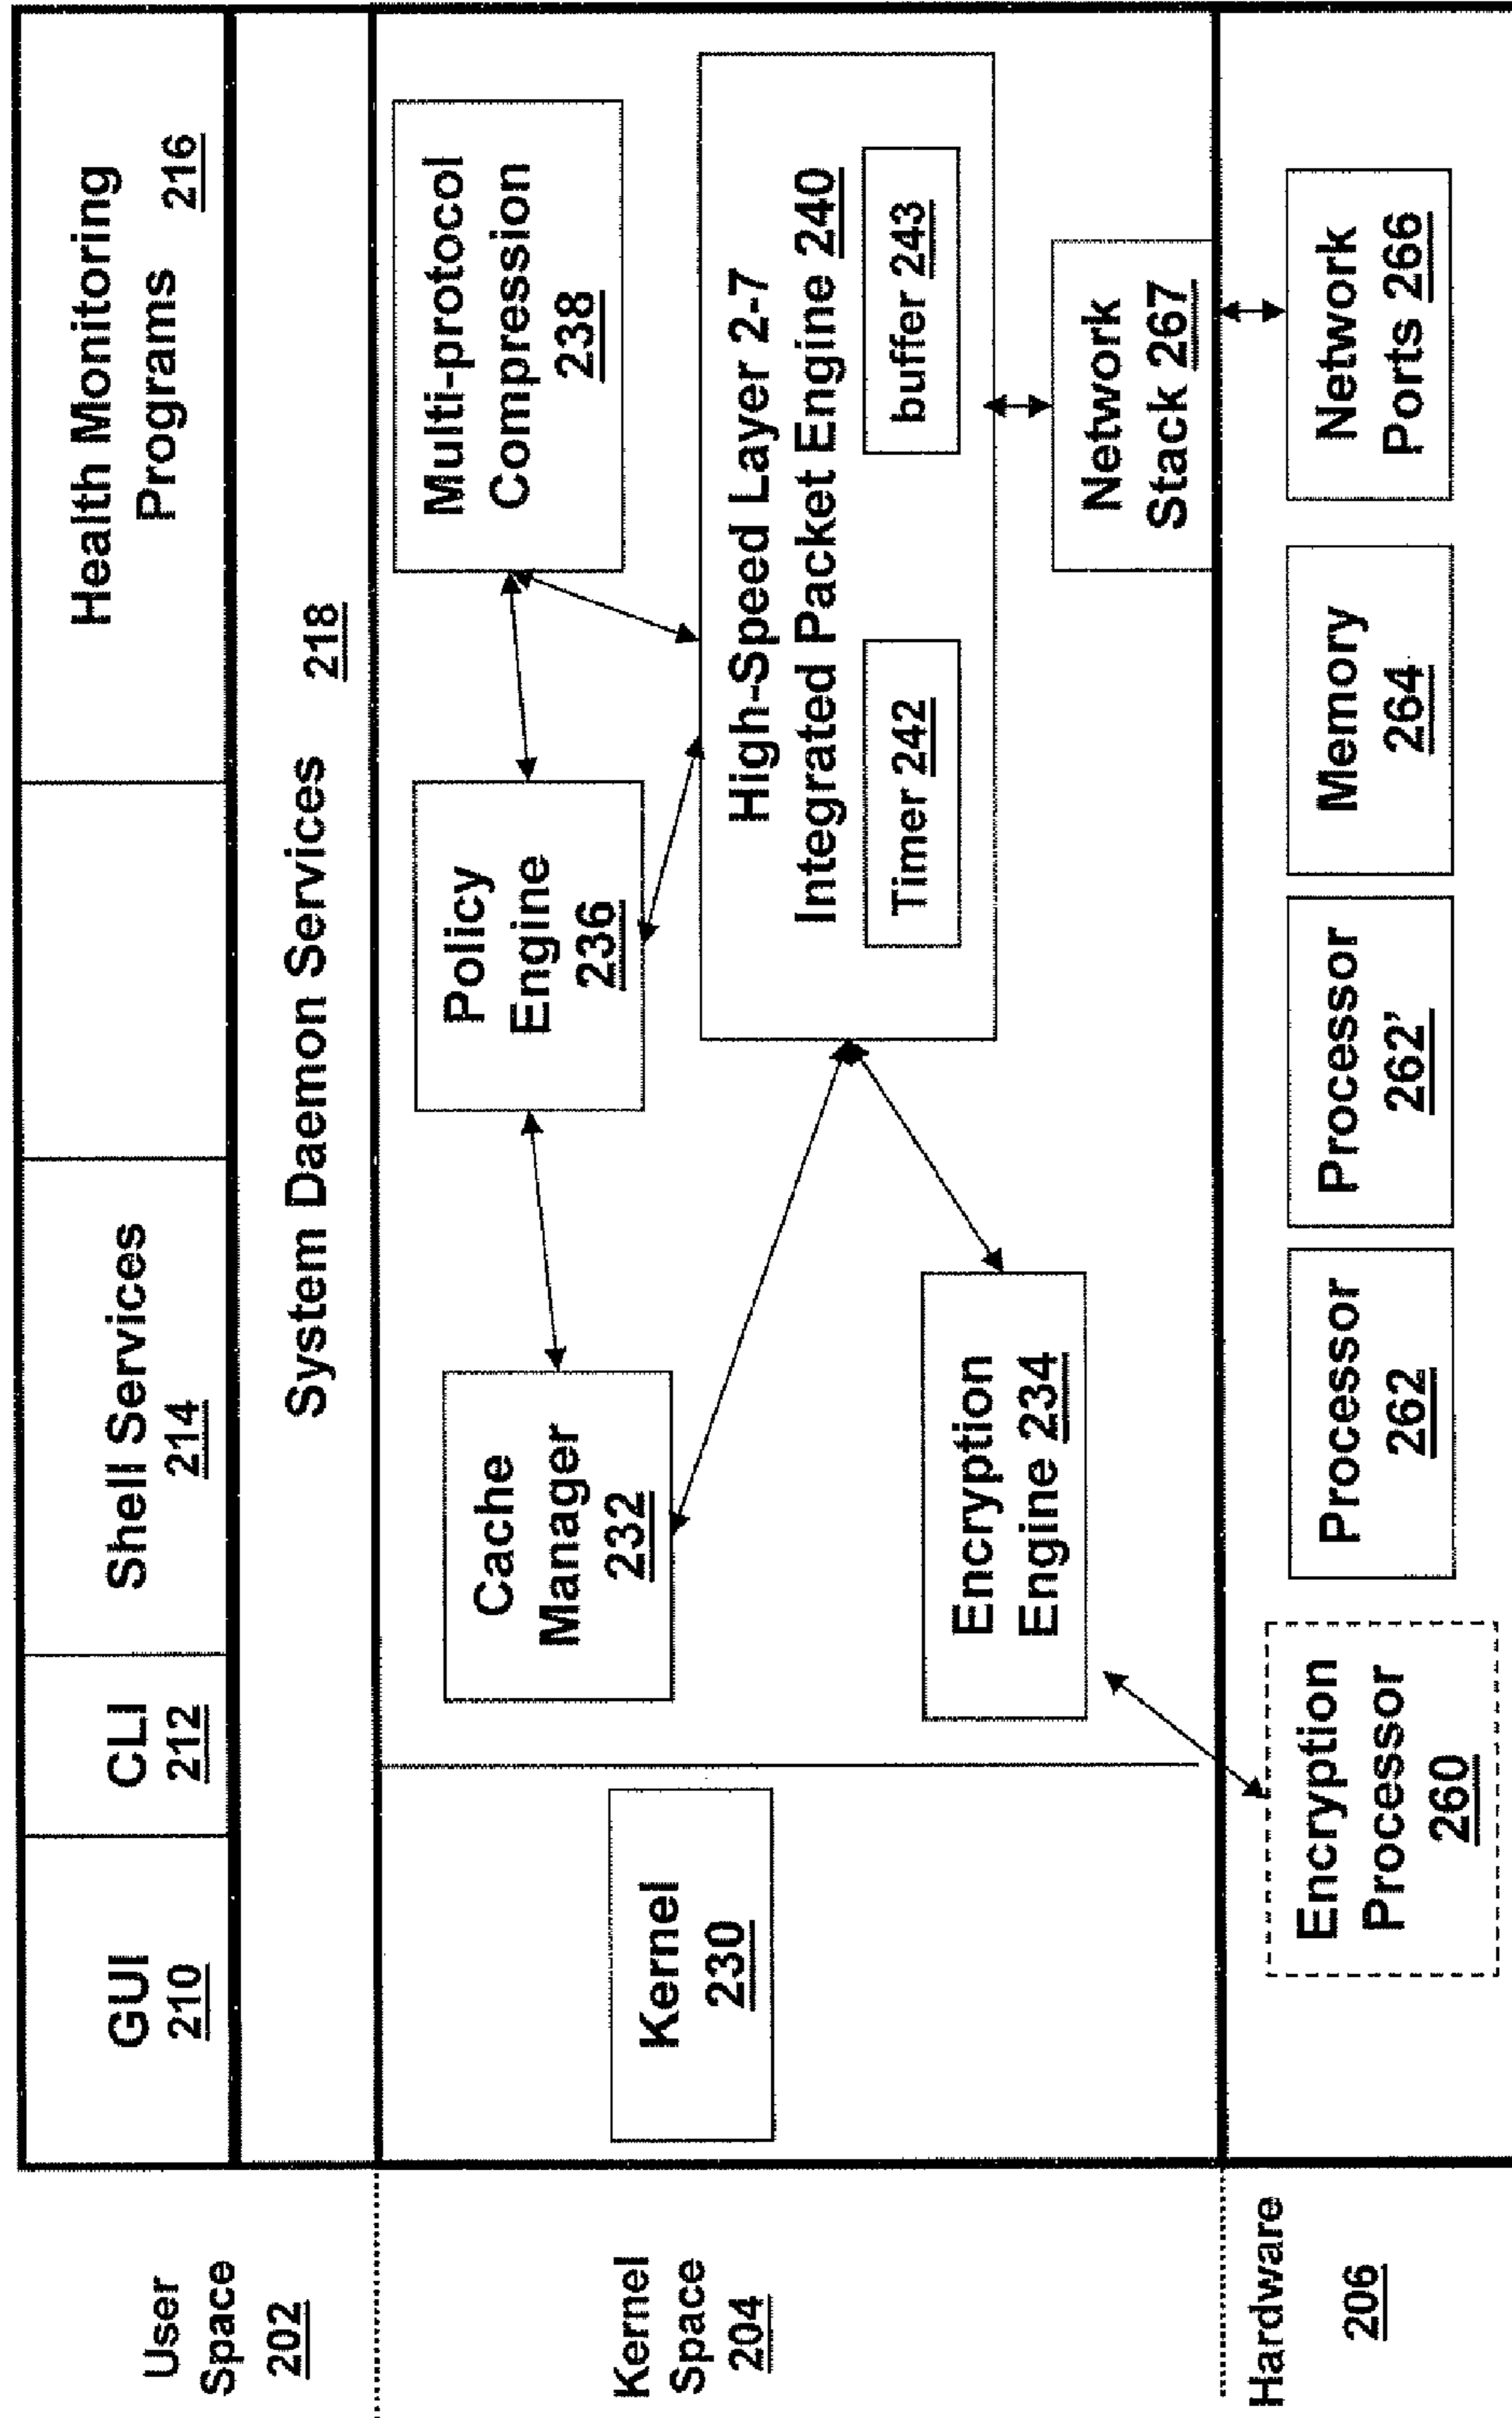 User
Space
202
GUI
210
CLI
212
Shell Services
214
Health Monitoring
Programs 216
System Daemon Services 218
Kernel
Space
204
Kernel
230
Cache
Manager
232
Policy
Engine
236
Multi-protocol
Compression
238
High-Speed Layer 2-7
Integrated Packet Engine 240
Timer 242
buffer 243
Encryption
Engine 234
Network
Stack 267
Hardware
206
Encryption
Processor
260
Processor
262
Processor
262’
Memory
264
Network
Ports 266